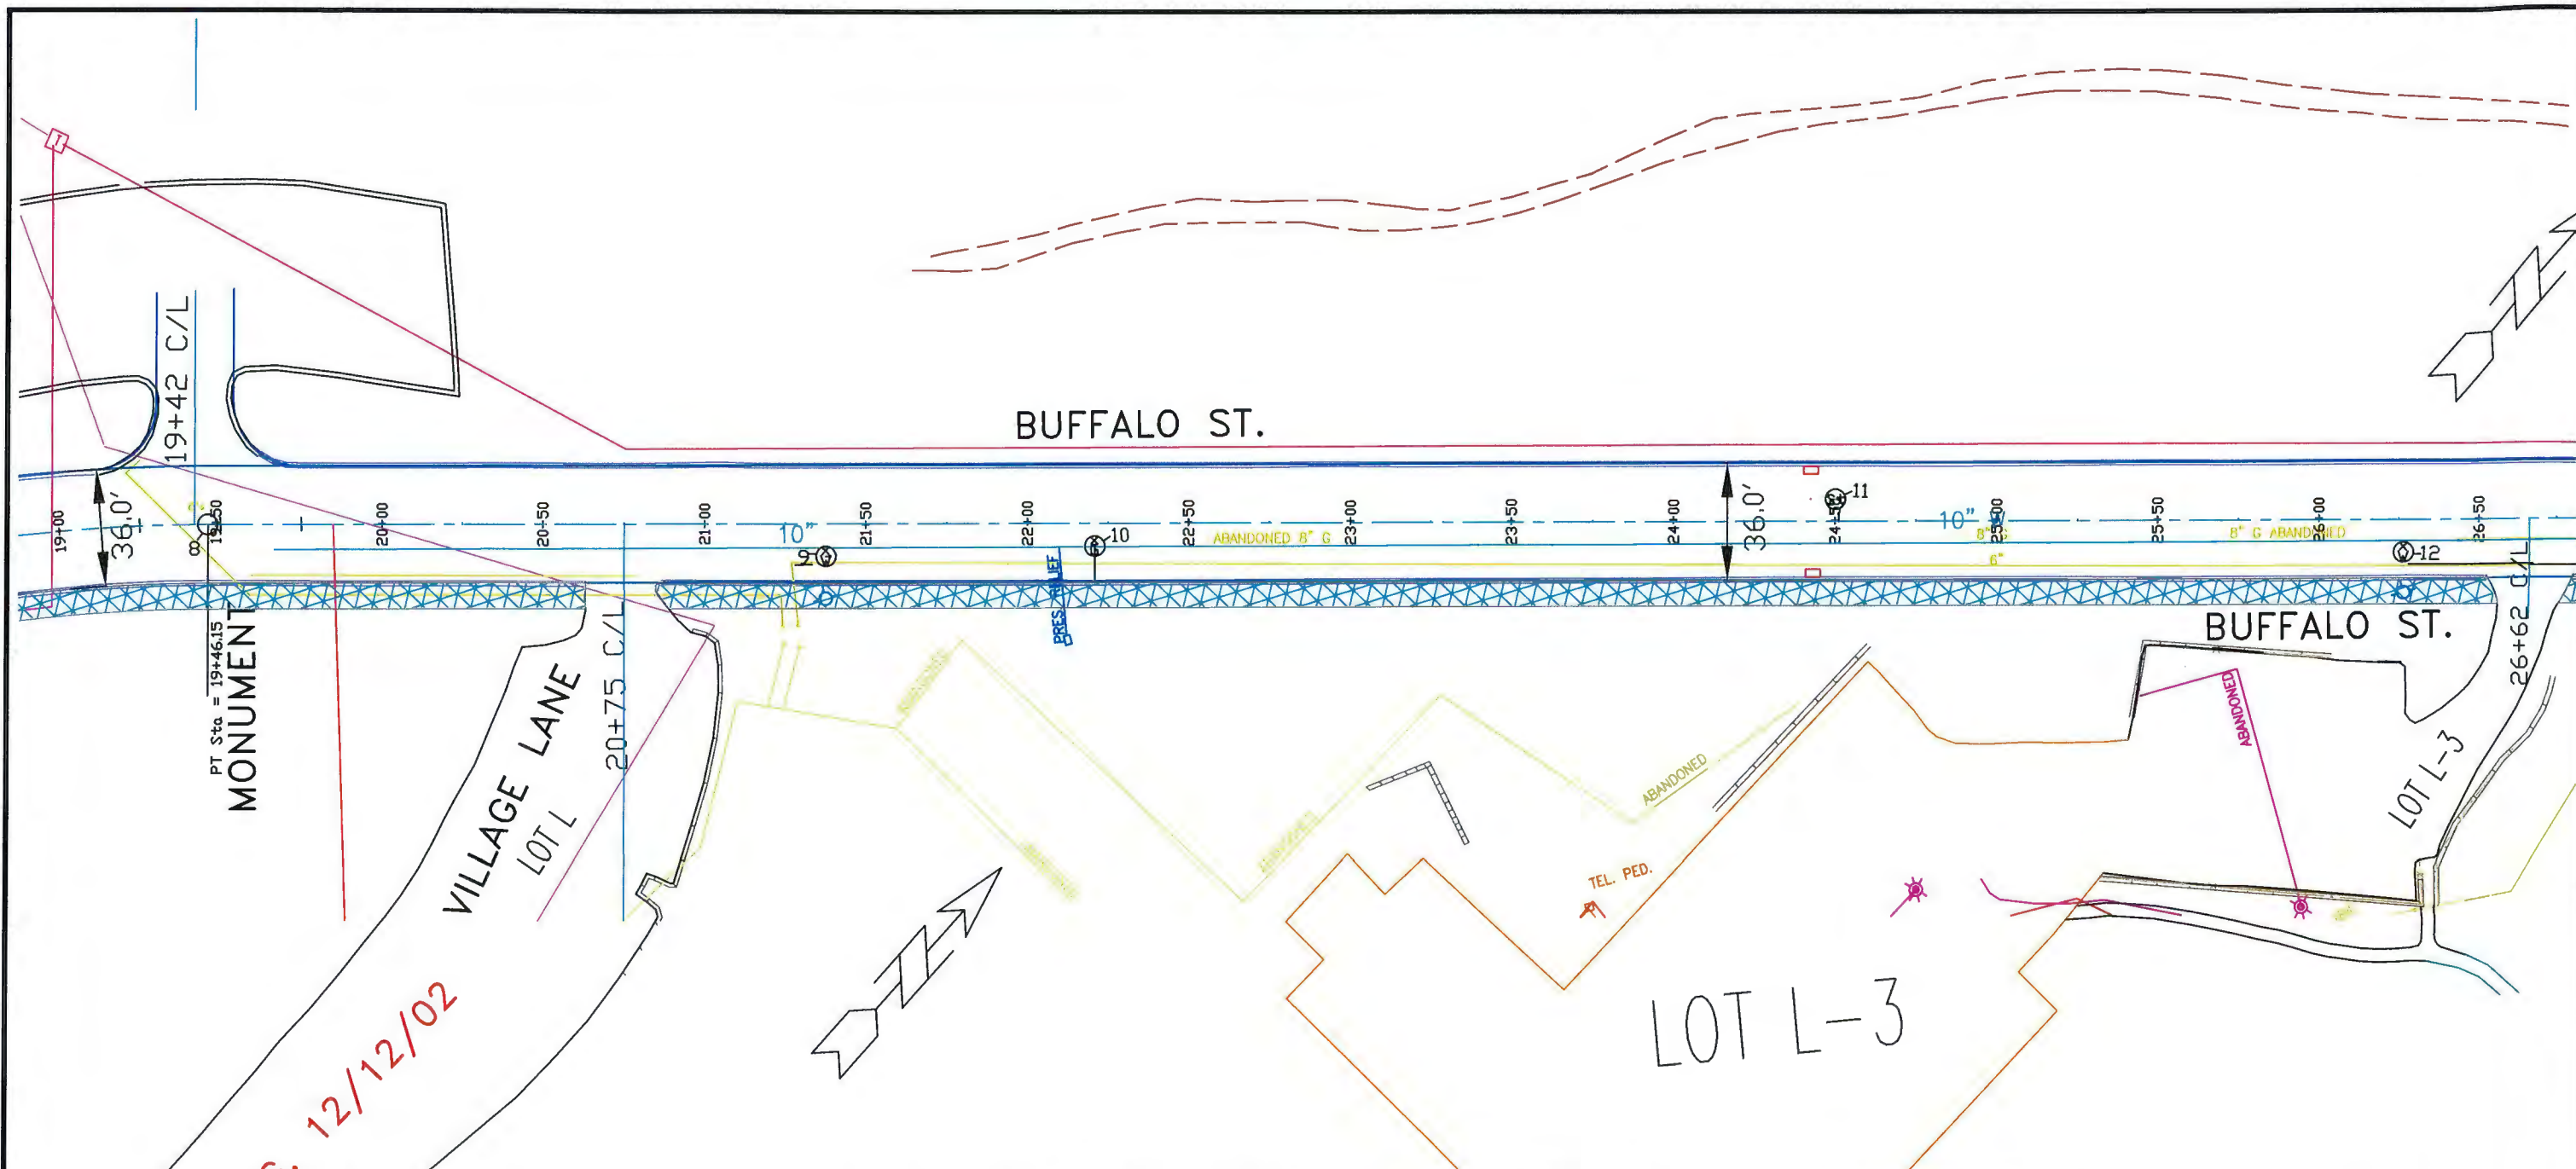 19+42 C/L
BUFFALO ST.
36.0'
36.0'
19+00
19+50
20+00
20+50
21+00
21+50
22+00
22+50
23+00
23+50
24+00
24+50
25+00
25+50
26+00
26+50
8
9
10
11
12
10"
10"
ABANDONED 8" G
6"
8" G ABANDONED
PRES. RELIEF
PT Sta = 19+46.15
MONUMENT
VILLAGE LANE
LOT L
20+75 C/L
BUFFALO ST.
26+62 C/L
ABANDONED
ABANDONED
LOT L-3
TEL. PED.
LOT L-3
12/12/02